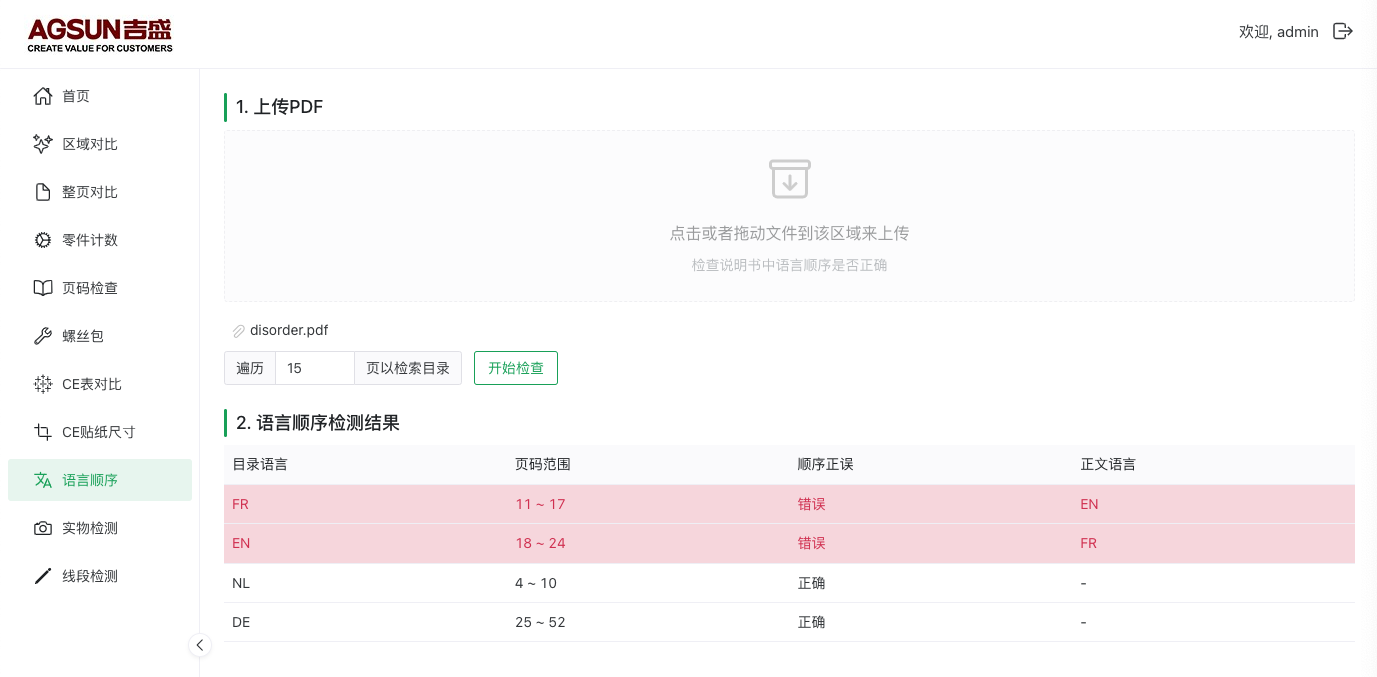 AGSUN吉盛
CREATE VALUE FOR CUSTOMERS
欢迎, admin
首页
区域对比
整页对比
零件计数
页码检查
螺丝包
CE表对比
CE贴纸尺寸
语言顺序
实物检测
线段检测
1. 上传PDF
点击或者拖动文件到该区域来上传
检查说明书中语言顺序是否正确
disorder.pdf
遍历 15 页以检索目录 开始检查
2. 语言顺序检测结果
目录语言 页码范围 顺序正误 正文语言
FR 11 ~ 17 错误 EN
EN 18 ~ 24 错误 FR
NL 4 ~ 10 正确 -
DE 25 ~ 52 正确 -